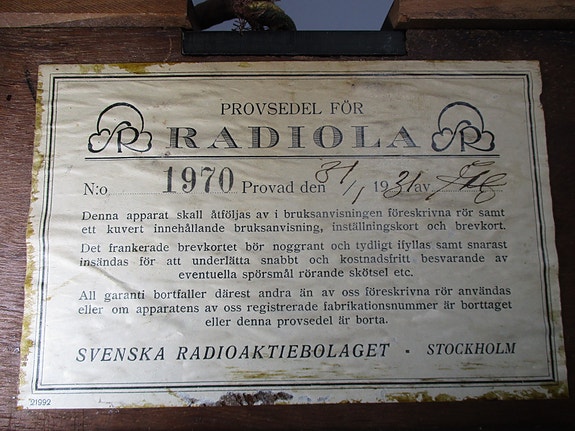 PROVSEDEL FÖR
SR RADIOLA SR
N:o 1970 Provad den 31/1 1931 av
Denna apparat skall åtföljas av i bruksanvisningen föreskrivna rör samt
ett kuvert innehållande bruksanvisning, inställningskort och brevkort.
Det frankerade brevkortet bör noggrant och tydligt ifyllas samt snarast
insändas för att underlätta snabbt och kostnadsfritt besvarande av
eventuella spörsmål rörande skötsel etc.
All garanti bortfaller därest andra än av oss föreskrivna rör användas
eller om apparatens av oss registrerade fabrikationsnummer är borttaget
eller denna provsedel är borta.
SVENSKA RADIOAKTIEBOLAGET · STOCKHOLM
21992